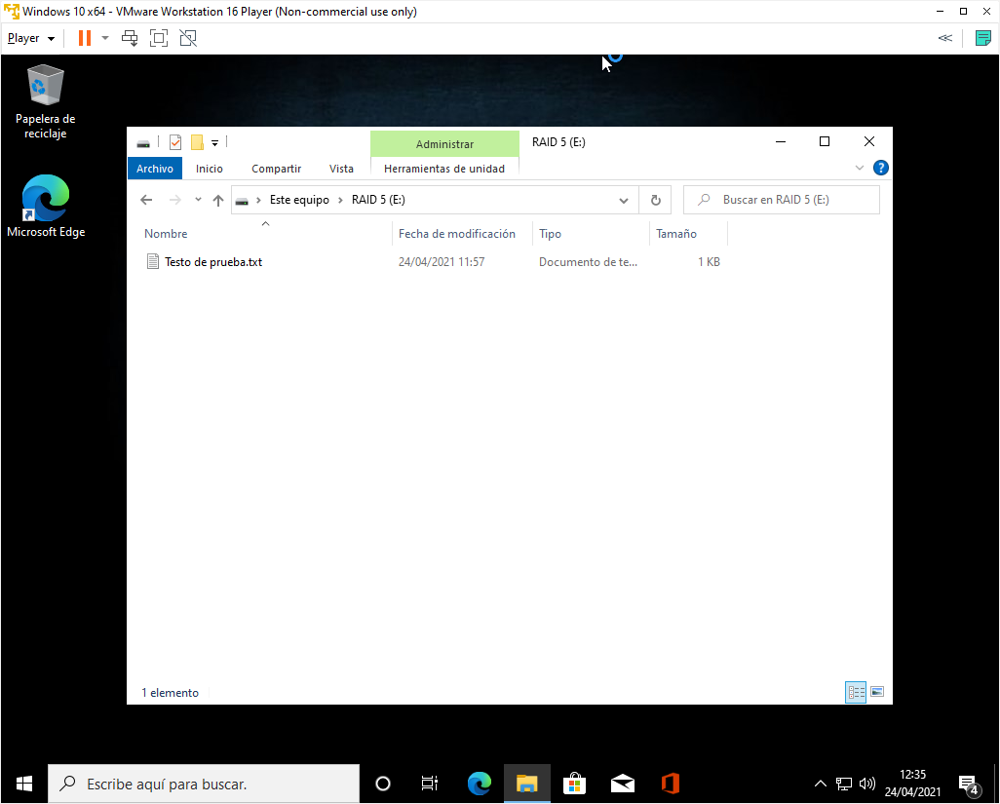 Windows 10 x64 - VMware Workstation 16 Player (Non-commercial use only)
Player
Papelera de
reciclaje
Microsoft Edge
Administrar
RAID 5 (E:)
Archivo
Inicio
Compartir
Vista
Herramientas de unidad
Este equipo
RAID 5 (E:)
Buscar en RAID 5 (E:)
Nombre
Fecha de modificación
Tipo
Tamaño
Testo de prueba.txt
24/04/2021 11:57
Documento de te...
1 KB
1 elemento
Escribe aquí para buscar.
12:35
24/04/2021
4